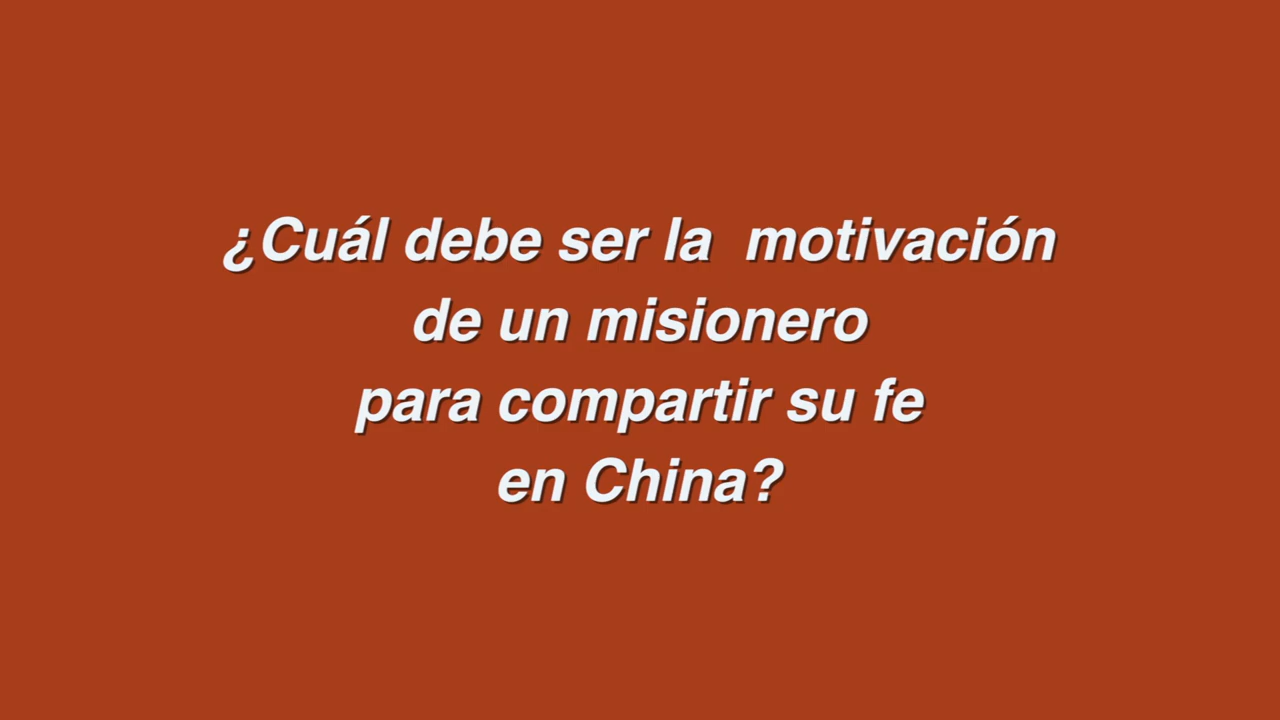 ¿Cuál debe ser la  motivación
de un misionero
para compartir su fe
en China?